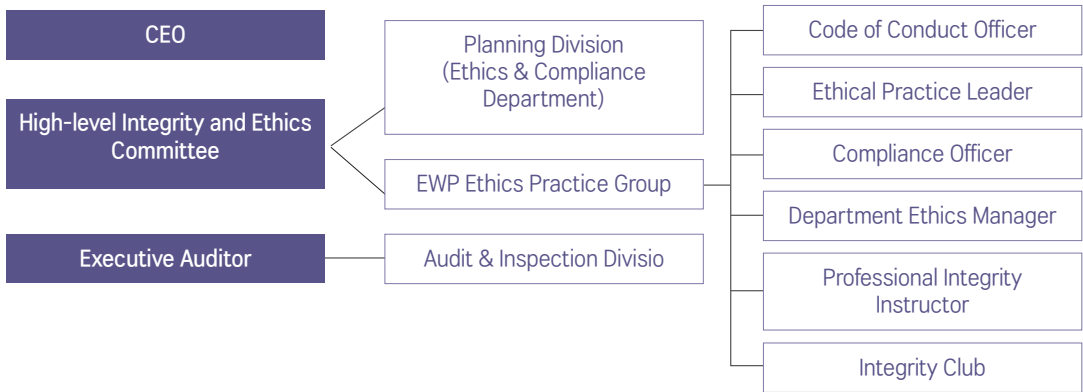 CEO
High-level Integrity and Ethics
Committee
Executive Auditor
Planning Division
(Ethics & Compliance
Department)
EWP Ethics Practice Group
Audit & Inspection Divisio
Code of Conduct Officer
Ethical Practice Leader
Compliance Officer
Department Ethics Manager
Professional Integrity
Instructor
Integrity Club